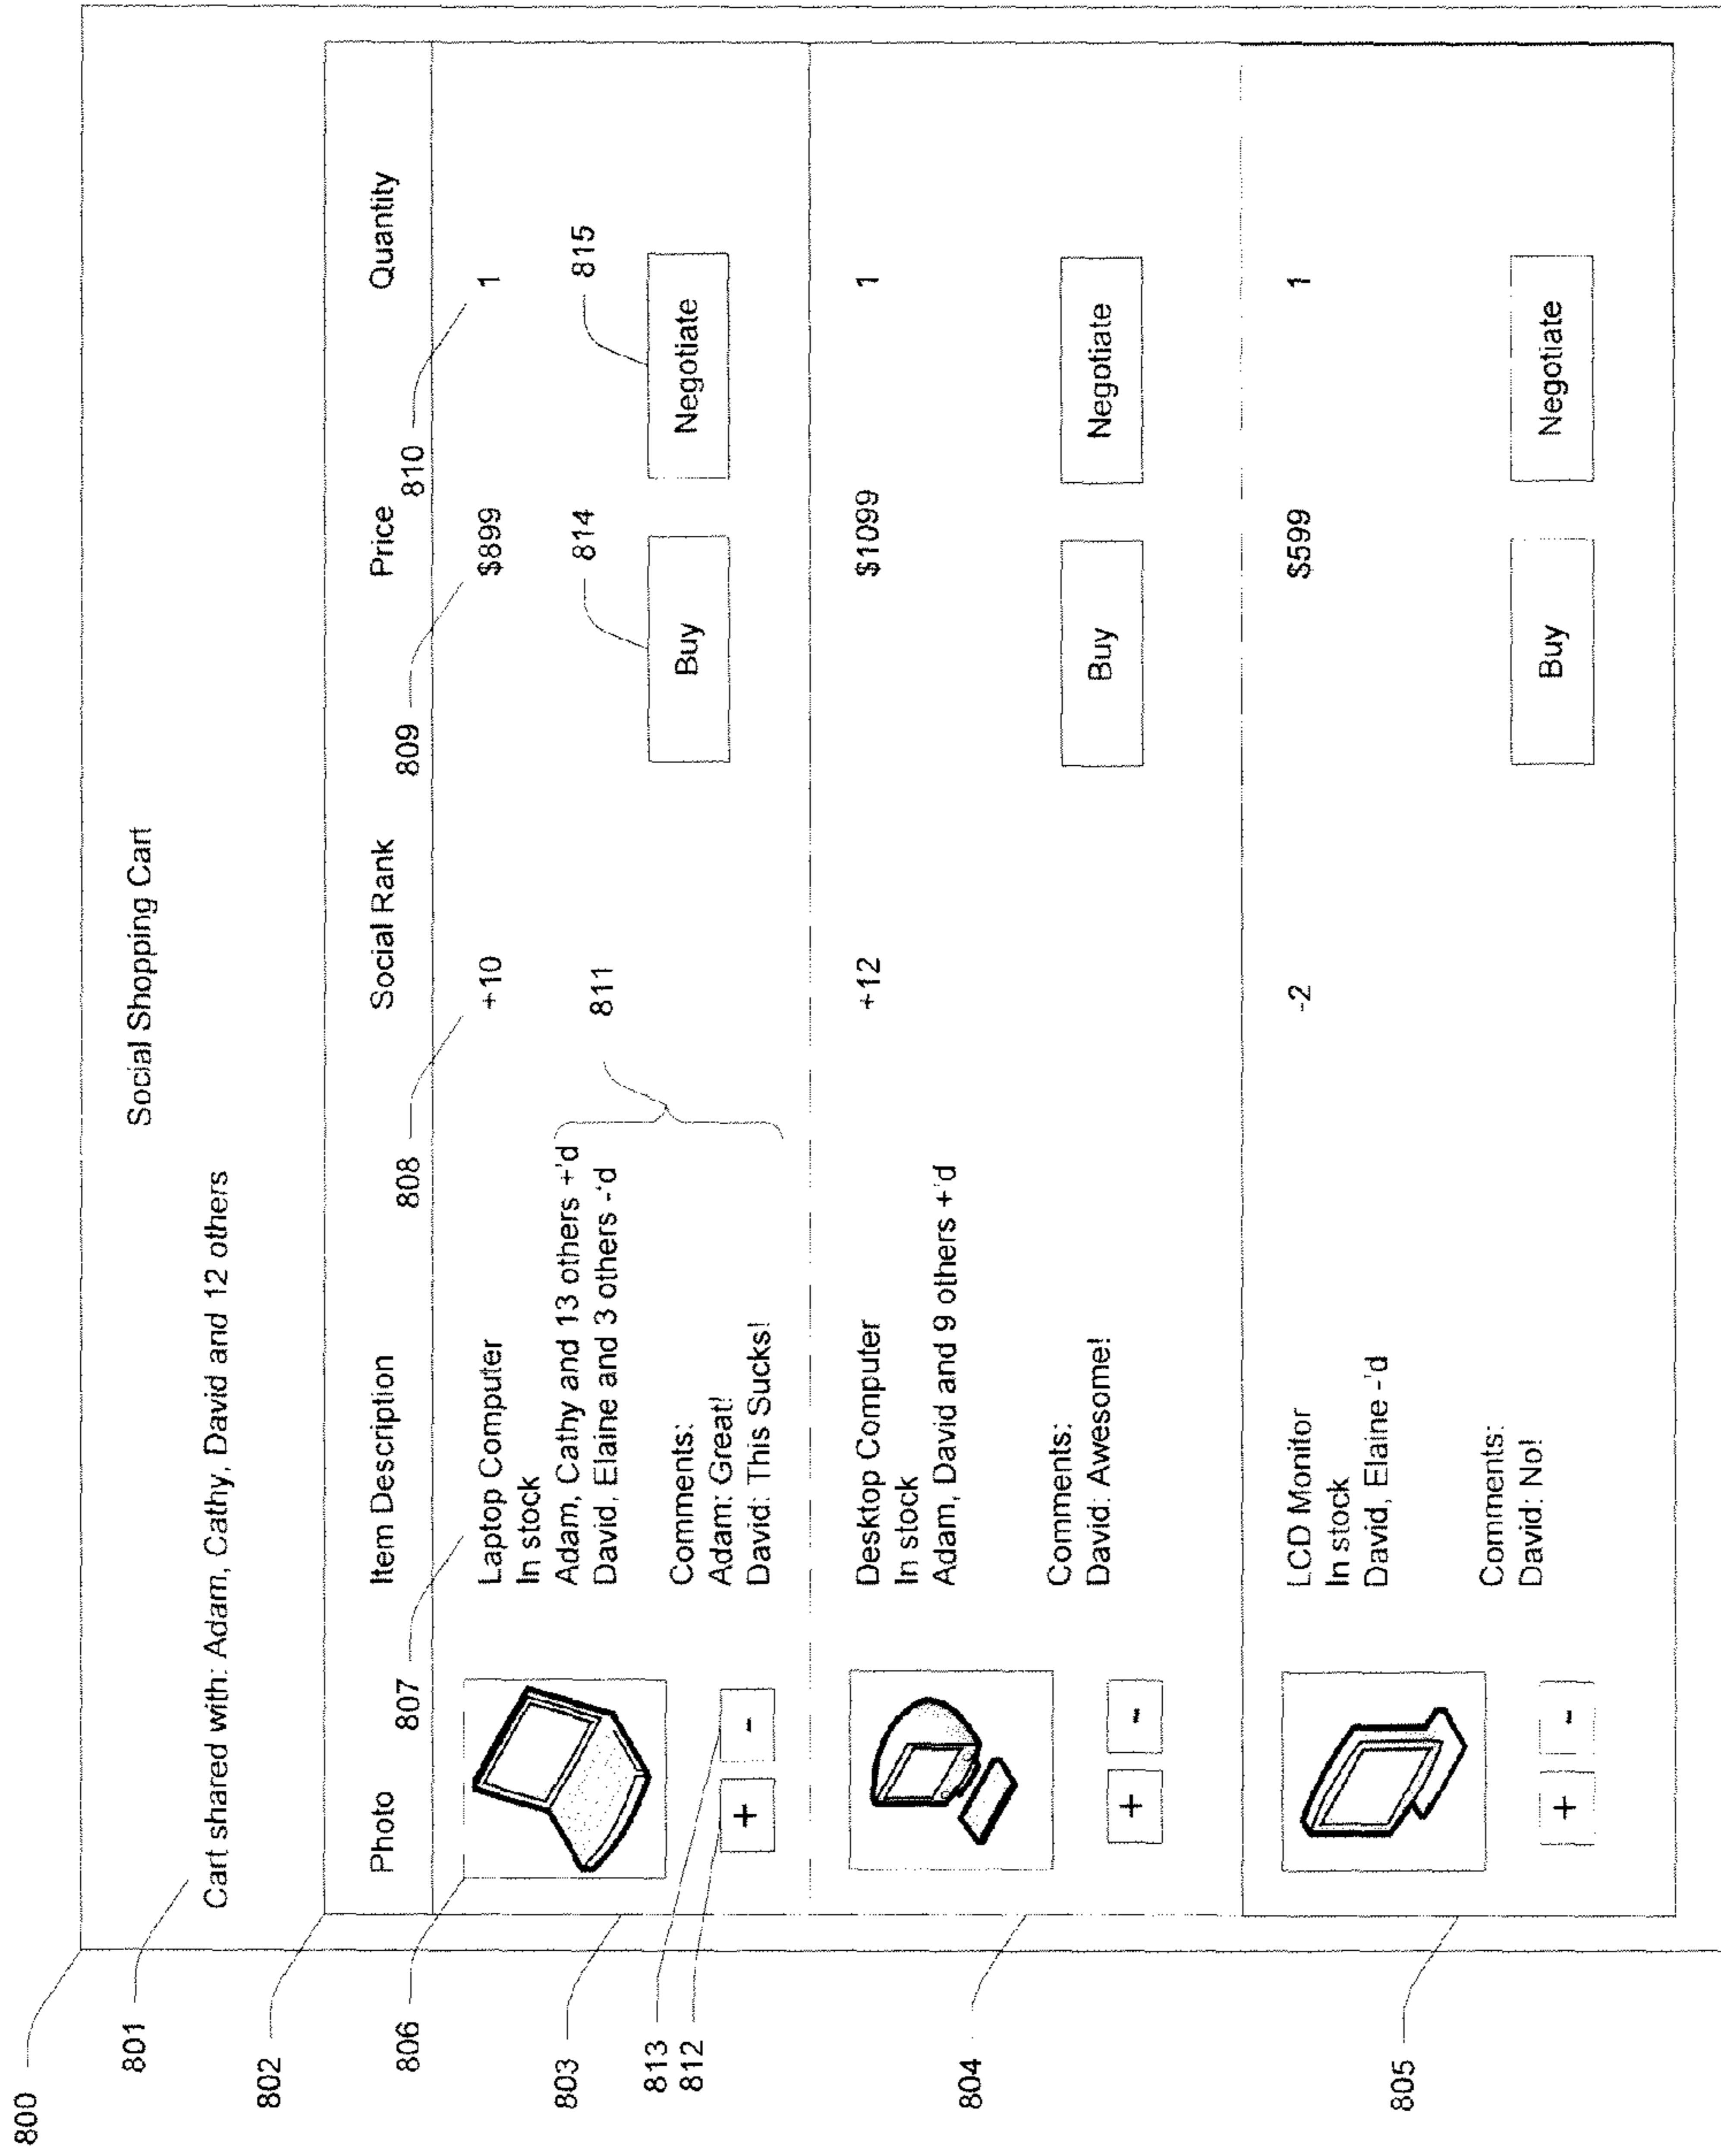 800
801
802
806
803
813
812
804
805
Social Shopping Cart
Cart shared with: Adam, Cathy, David and 12 others
Photo Item Description Social Rank Price Quantity
807 808 809 810
Laptop Computer +10 $899 1
In stock
Adam, Cathy and 13 others +'d
David, Elaine and 3 others -'d
811 814 815
Comments:
Adam: Great!
David: This Sucks!
+ - Buy Negotiate
Desktop Computer +12 $1099 1
In stock
Adam, David and 9 others +'d
Comments:
David: Awesome!
+ - Buy Negotiate
LCD Monitor -2 $599 1
In stock
David, Elaine -'d
Comments:
David: No!
+ - Buy Negotiate